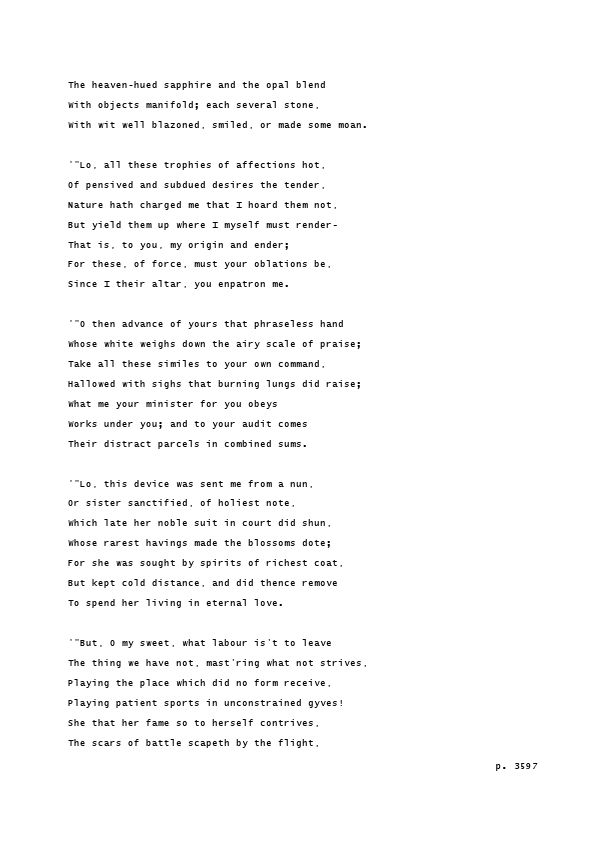 The heaven-hued sapphire and the opal blend
With objects manifold; each several stone,
With wit well blazoned, smiled, or made some moan.
'"Lo, all these trophies of affections hot,
Of pensived and subdued desires the tender,
Nature hath charged me that I hoard them not,
But yield them up where I myself must render-
That is, to you, my origin and ender;
For these, of force, must your oblations be,
Since I their altar, you enpatron me.
'"O then advance of yours that phraseless hand
Whose white weighs down the airy scale of praise;
Take all these similes to your own command,
Hallowed with sighs that burning lungs did raise;
What me your minister for you obeys
Works under you; and to your audit comes
Their distract parcels in combined sums.
'"Lo, this device was sent me from a nun,
Or sister sanctified, of holiest note,
Which late her noble suit in court did shun,
Whose rarest havings made the blossoms dote;
For she was sought by spirits of richest coat,
But kept cold distance, and did thence remove
To spend her living in eternal love.
'"But, O my sweet, what labour is't to leave
The thing we have not, mast'ring what not strives,
Playing the place which did no form receive,
Playing patient sports in unconstrained gyves!
She that her fame so to herself contrives,
The scars of battle scapeth by the flight,
p. 3597